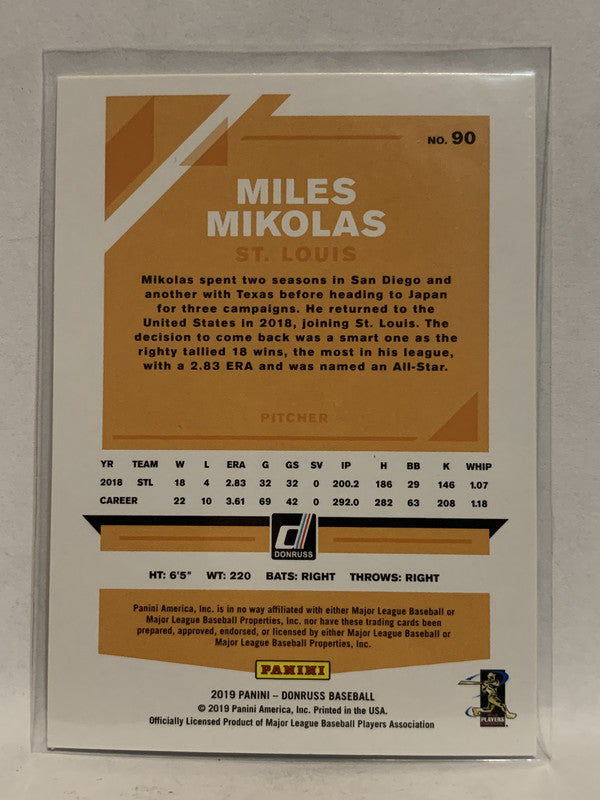 NO. 90
MILES
MIKOLAS
ST. LOUIS
Mikolas spent two seasons in San Diego and
another with Texas before heading to Japan
for three campaigns. He returned to the
United States in 2018, joining St. Louis. The
decision to come back was a smart one as the
righty tallied 18 wins, the most in his league,
with a 2.83 ERA and was named an All-Star.
PITCHER
YR TEAM W L ERA G GS SV IP H BB K WHIP
2018 STL 18 4 2.83 32 32 0 200.2 186 29 146 1.07
CAREER 22 10 3.61 69 42 0 292.0 282 63 208 1.18
d
DONRUSS
HT: 6'5" WT: 220 BATS: RIGHT THROWS: RIGHT
Panini America, Inc. is in no way affiliated with either Major League Baseball or
Major League Baseball Properties, Inc. nor have these trading cards been
prepared, approved, endorsed, or licensed by either Major League Baseball or
Major League Baseball Properties, Inc.
PANINI
2019 PANINI – DONRUSS BASEBALL
© 2019 Panini America, Inc. Printed in the USA.
Officially Licensed Product of Major League Baseball Players Association
PLAYERS